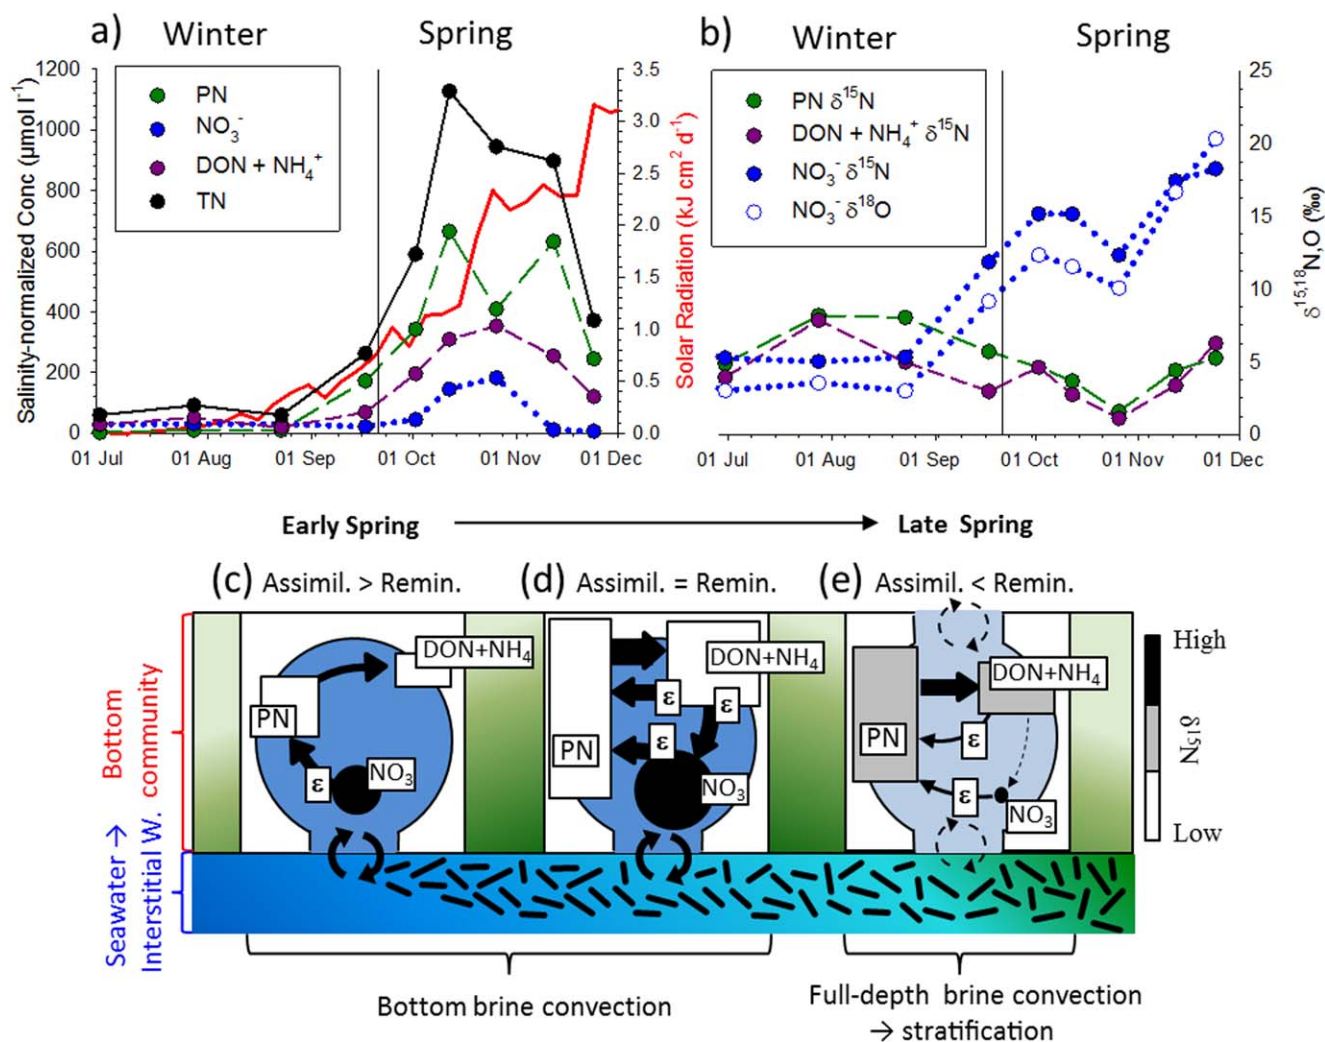 a) Winter Spring
1200
1000
800
600
400
200
0
Salinity-normalized Conc (µmol l⁻¹)
PN
NO₃⁻
DON + NH₄⁺
TN
3.5
3.0
2.5
2.0
1.5
1.0
0.5
0.0
Solar Radiation (kJ cm² d⁻¹)
01 Jul 01 Aug 01 Sep 01 Oct 01 Nov 01 Dec
b) Winter Spring
PN δ¹⁵N
DON + NH₄⁺ δ¹⁵N
NO₃⁻ δ¹⁵N
NO₃⁻ δ¹⁸O
25
20
15
10
5
0
δ¹⁵,¹⁸N,O (‰)
01 Jul 01 Aug 01 Sep 01 Oct 01 Nov 01 Dec
Early Spring Late Spring
(c) Assimil. > Remin. (d) Assimil. = Remin. (e) Assimil. < Remin.
Bottom
community
Seawater →
Interstitial W.
DON+NH₄
PN
ε
NO₃
DON+NH₄
ε
ε
ε
PN
NO₃
DON+NH₄
PN
ε
ε
NO₃
High
δ¹⁵N
Low
Bottom brine convection
Full-depth brine convection
→ stratification